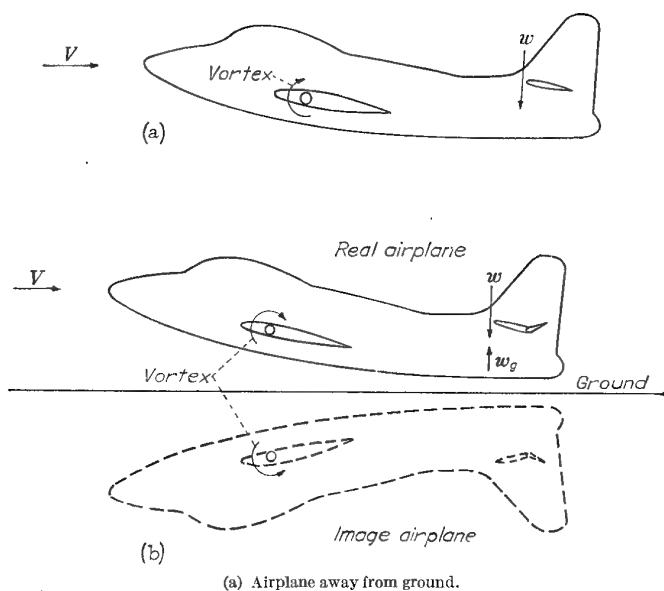 V
w
Vortex
(a)
Real airplane
V
w
w_g
Vortex
Ground
(b)
Image airplane
(a) Airplane away from ground.